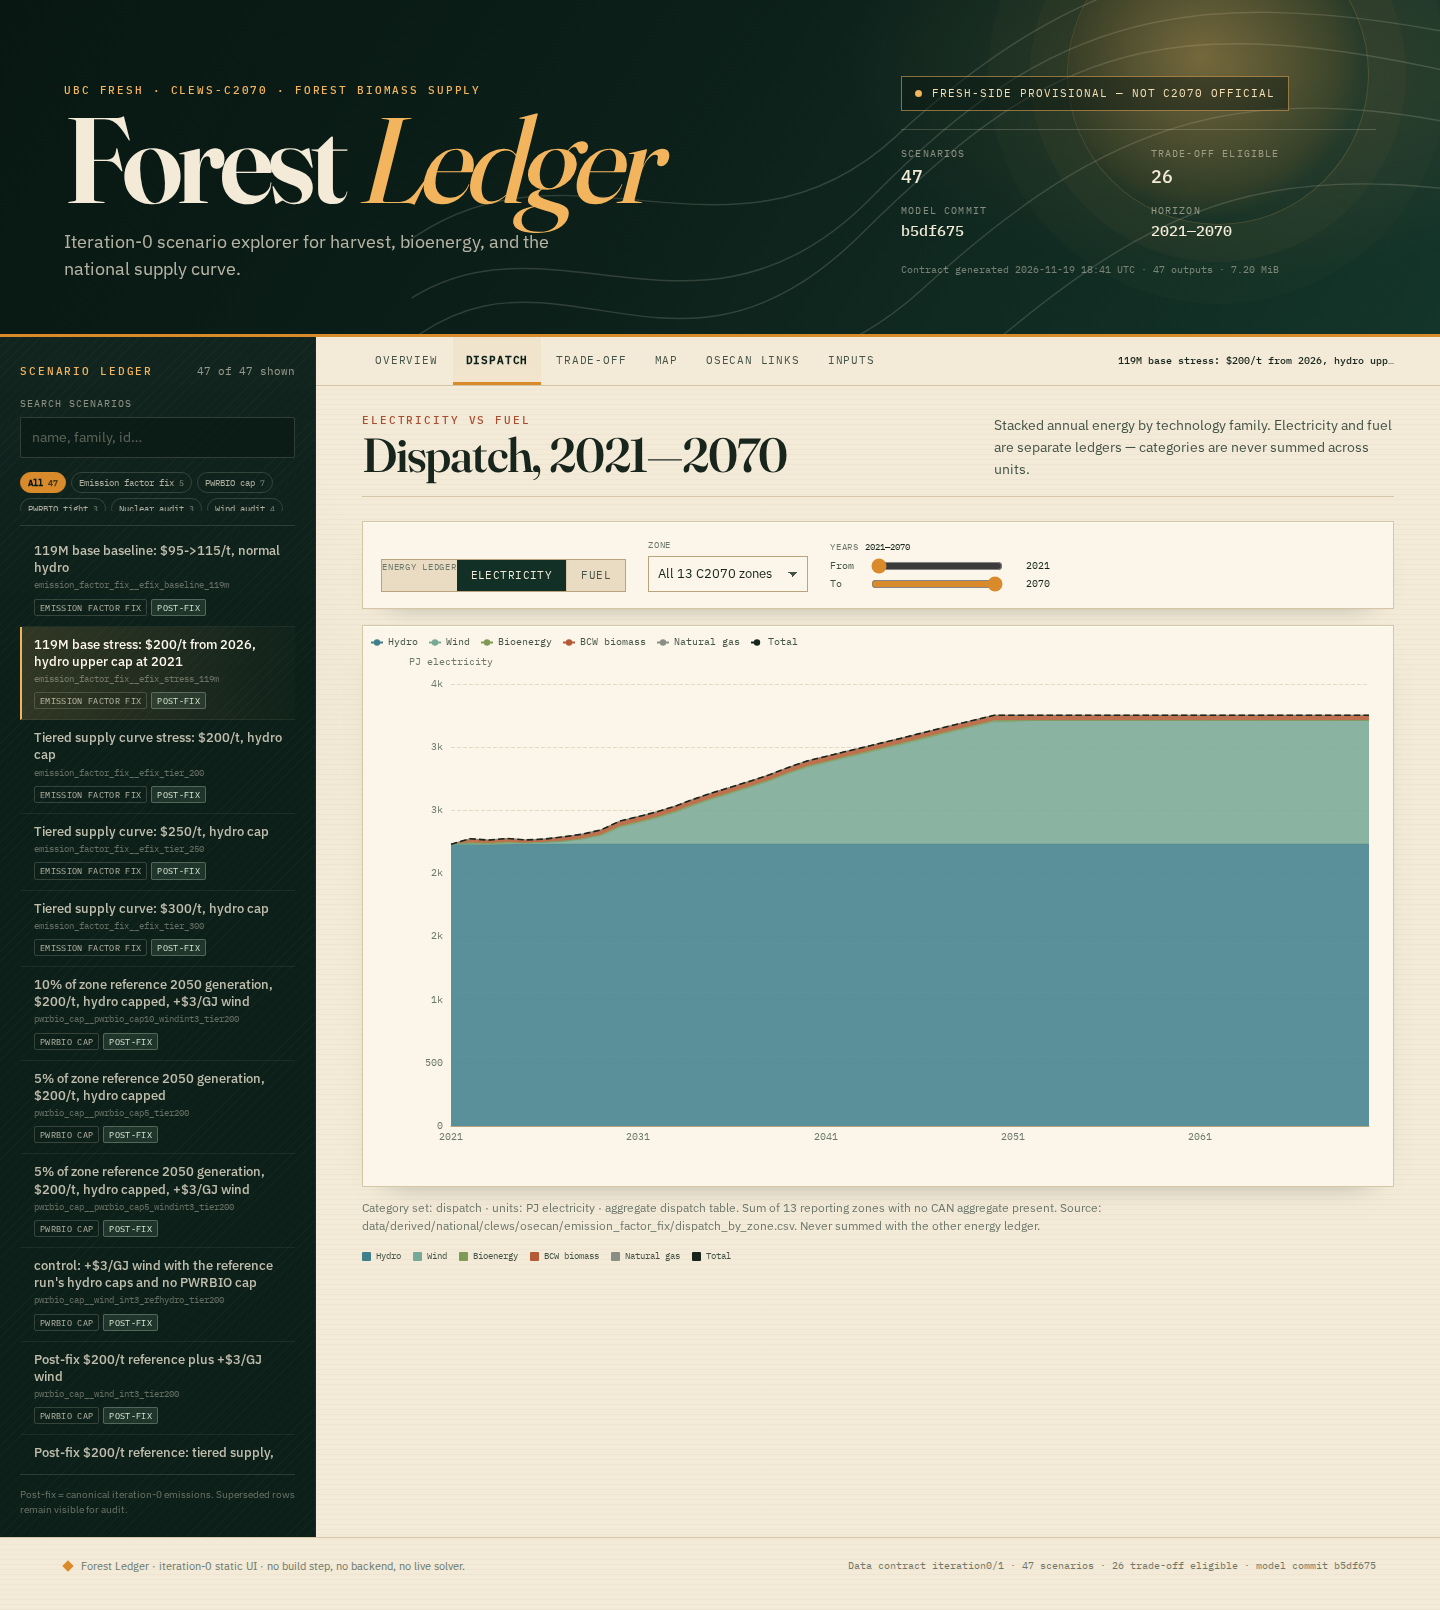 UBC FRESH · CLEWS-C2070 · FOREST BIOMASS SUPPLY
Forest Ledger
Iteration-0 scenario explorer for harvest, bioenergy, and the
national supply curve.
FRESH-SIDE PROVISIONAL — NOT C2070 OFFICIAL
SCENARIOS
47
TRADE-OFF ELIGIBLE
26
MODEL COMMIT
b5df675
HORIZON
2021–2070
Contract generated 2026-11-19 18:41 UTC · 47 outputs · 7.20 MiB
SCENARIO LEDGER 47 of 47 shown
SEARCH SCENARIOS
name, family, id…
All 47 Emission factor fix 5 PWRBIO cap 7
PWRBIO tight 3 Nuclear audit 3 Wind audit 4
119M base baseline: $95->115/t, normal
hydro
emission_factor_fix__efix_baseline_119m
EMISSION FACTOR FIX POST-FIX
119M base stress: $200/t from 2026,
hydro upper cap at 2021
emission_factor_fix__efix_stress_119m
EMISSION FACTOR FIX POST-FIX
Tiered supply curve stress: $200/t, hydro
cap
emission_factor_fix__efix_tier_200
EMISSION FACTOR FIX POST-FIX
Tiered supply curve: $250/t, hydro cap
emission_factor_fix__efix_tier_250
EMISSION FACTOR FIX POST-FIX
Tiered supply curve: $300/t, hydro cap
emission_factor_fix__efix_tier_300
EMISSION FACTOR FIX POST-FIX
10% of zone reference 2050 generation,
$200/t, hydro capped, +$3/GJ wind
pwrbio_cap__pwrbio_cap10_windint3_tier200
PWRBIO CAP POST-FIX
5% of zone reference 2050 generation,
$200/t, hydro capped
pwrbio_cap__pwrbio_cap5_tier200
PWRBIO CAP POST-FIX
5% of zone reference 2050 generation,
$200/t, hydro capped, +$3/GJ wind
pwrbio_cap__pwrbio_cap5_windint3_tier200
PWRBIO CAP POST-FIX
control: +$3/GJ wind with the reference
run's hydro caps and no PWRBIO cap
pwrbio_cap__wind_int3_refhydro_tier200
PWRBIO CAP POST-FIX
Post-fix $200/t reference plus +$3/GJ
wind
pwrbio_cap__wind_int3_tier200
PWRBIO CAP POST-FIX
Post-fix $200/t reference: tiered supply,
Post-fix = canonical iteration-0 emissions. Superseded rows
remain visible for audit.
OVERVIEW DISPATCH TRADE-OFF MAP OSECAN LINKS INPUTS
119M base stress: $200/t from 2026, hydro upp…
ELECTRICITY VS FUEL
Dispatch, 2021—2070
Stacked annual energy by technology family. Electricity and fuel
are separate ledgers — categories are never summed across
units.
ENERGY LEDGER ELECTRICITY FUEL
ZONE
All 13 C2070 zones
YEARS 2021–2070
From 2021
To 2070
Hydro Wind Bioenergy BCW biomass Natural gas Total
PJ electricity
4k
3k
3k
2k
2k
1k
500
0
2021 2031 2041 2051 2061
Category set: dispatch · units: PJ electricity · aggregate dispatch table. Sum of 13 reporting zones with no CAN aggregate present. Source:
data/derived/national/clews/osecan/emission_factor_fix/dispatch_by_zone.csv. Never summed with the other energy ledger.
Hydro Wind Bioenergy BCW biomass Natural gas Total
Forest Ledger · iteration-0 static UI · no build step, no backend, no live solver.
Data contract iteration0/1 · 47 scenarios · 26 trade-off eligible · model commit b5df675